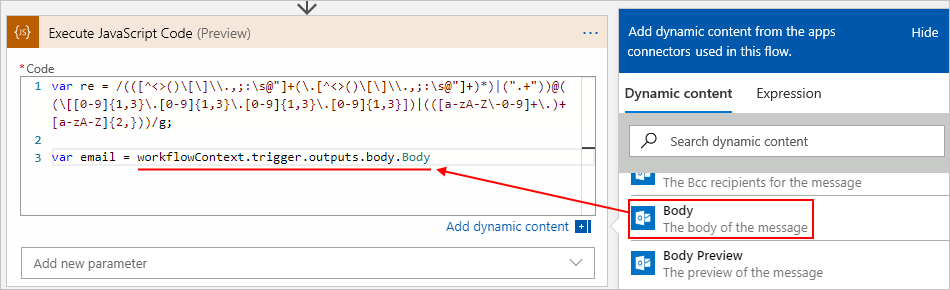 Execute JavaScript Code (Preview)
...
* Code
1 var re = /(([^<>()\[\]\\.,;:\s@"]+(\.[^<>()\[\]\\.,;:\s@"]+)*)|(".+"))@(
(\[[0-9]{1,3}\.[0-9]{1,3}\.[0-9]{1,3}\.[0-9]{1,3}])|(([a-zA-Z\-0-9]+\.)+
[a-zA-Z]{2,}))/g;
2
3 var email = workflowContext.trigger.outputs.body.Body
Add dynamic content
Add new parameter
Add dynamic content from the apps
connectors used in this flow.
Hide
Dynamic content
Expression
Search dynamic content
The Bcc recipients for the message
Body
The body of the message
Body Preview
The preview of the message